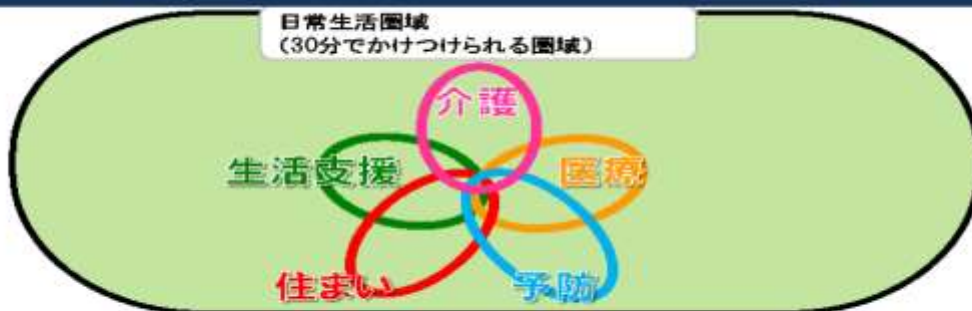 日常生活圏域
（30分でかけつけられる圏域）
介護
生活支援
医療
住まい
予防